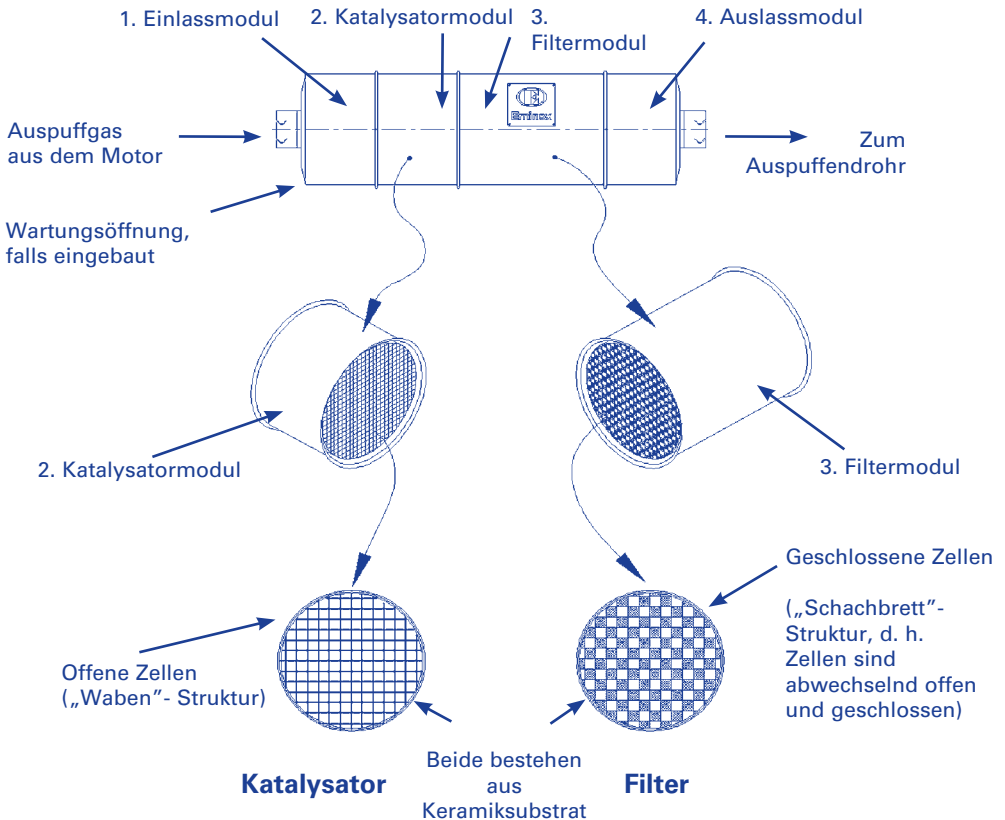 1. Einlassmodul
2. Katalysatormodul
3.
Filtermodul
4. Auslassmodul
Eminox
Auspuffgas
aus dem Motor
Zum
Auspuffendrohr
Wartungsöffnung,
falls eingebaut
2. Katalysatormodul
3. Filtermodul
Geschlossene Zellen
(„Schachbrett”-
Struktur, d. h.
Zellen sind
abwechselnd offen
und geschlossen)
Offene Zellen
(„Waben”- Struktur)
Beide bestehen
aus
Keramiksubstrat
Katalysator
Filter